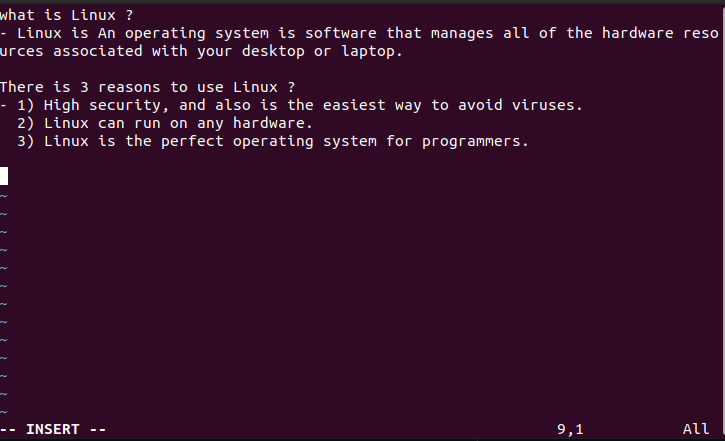 what is Linux ?
- Linux is An operating system is software that manages all of the hardware reso
urces associated with your desktop or laptop.
There is 3 reasons to use Linux ?
- 1) High security, and also is the easiest way to avoid viruses.
2) Linux can run on any hardware.
3) Linux is the perfect operating system for programmers.
~
~
~
~
~
~
~
~
~
~
~
~
~
-- INSERT -- 9,1 All